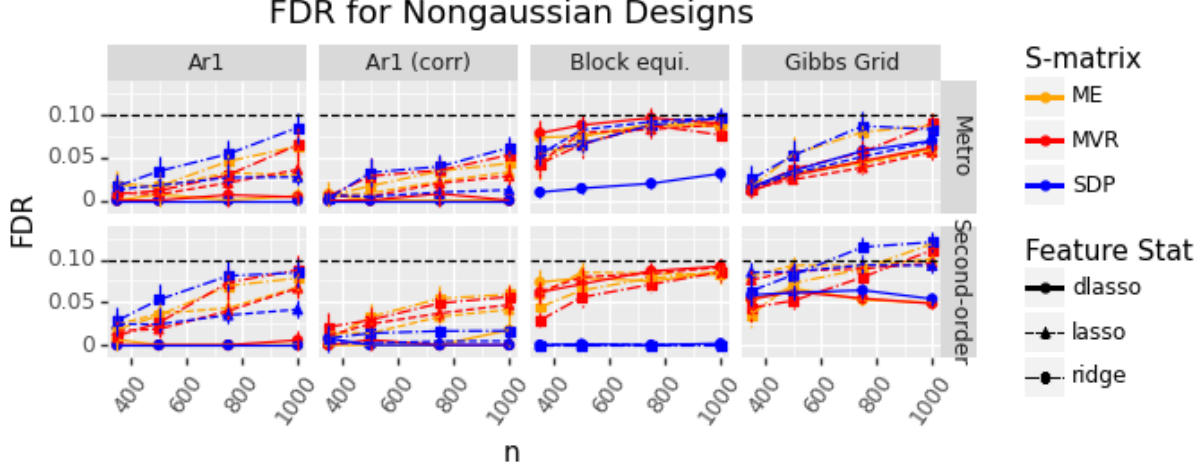 FDR for Nongaussian Designs
Ar1
Ar1 (corr)
Block equi.
Gibbs Grid
0.10
0.05
0
Metro
0.10
0.05
0
Second-order
FDR
400
600
800
1000
400
600
800
1000
400
600
800
1000
400
600
800
1000
n
S-matrix
ME
MVR
SDP
Feature Stat
dlasso
lasso
ridge